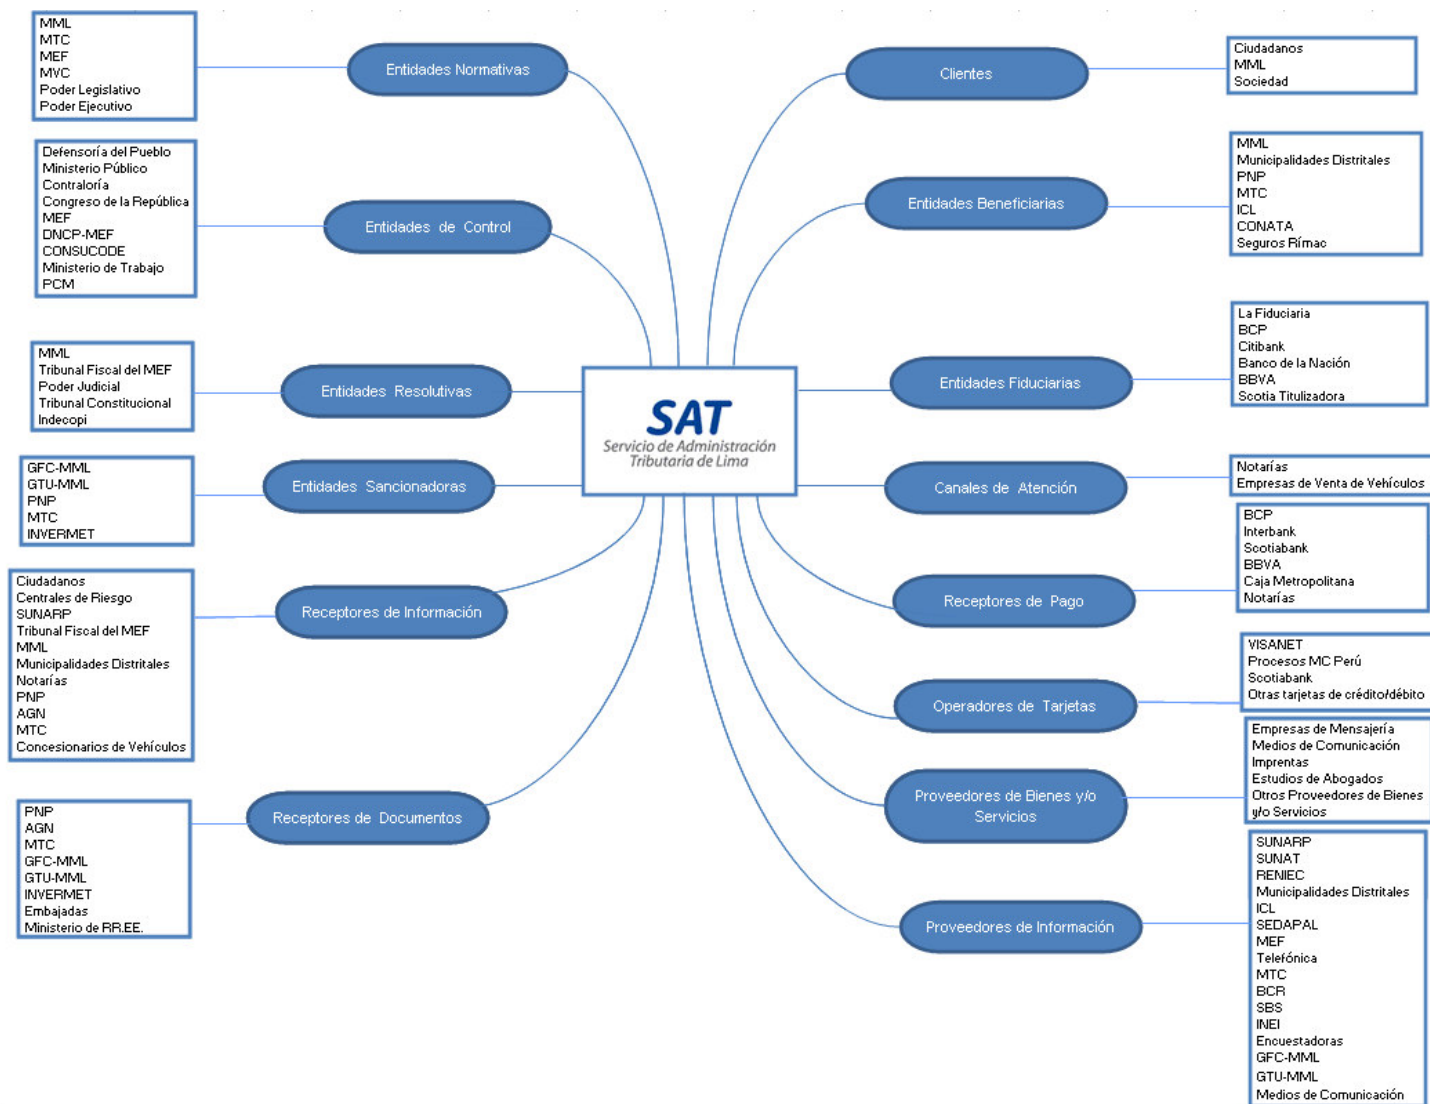 MML
MTC
MEF
MVC
Poder Legislativo
Poder Ejecutivo
Entidades Normativas
Defensoría del Pueblo
Ministerio Público
Contraloría
Congreso de la República
MEF
DNCP-MEF
CONSUCODE
Ministerio de Trabajo
PCM
Entidades de Control
MML
Tribunal Fiscal del MEF
Poder Judicial
Tribunal Constitucional
Indecopi
Entidades Resolutivas
GFC-MML
GTU-MML
PNP
MTC
INVERMET
Entidades Sancionadoras
Ciudadanos
Centrales de Riesgo
SUNARP
Tribunal Fiscal del MEF
MML
Municipalidades Distritales
Notarías
PNP
AGN
MTC
Concesionarios de Vehículos
Receptores de Información
PNP
AGN
MTC
GFC-MML
GTU-MML
INVERMET
Embajadas
Ministerio de RR.EE.
Receptores de Documentos
SAT
Servicio de Administración
Tributaria de Lima
Clientes
Ciudadanos
MML
Sociedad
Entidades Beneficiarias
MML
Municipalidades Distritales
PNP
MTC
ICL
CONATA
Seguros Rímac
Entidades Fiduciarias
La Fiduciaria
BCP
Citibank
Banco de la Nación
BBVA
Scotia Titulizadora
Canales de Atención
Notarías
Empresas de Venta de Vehículos
Receptores de Pago
BCP
Interbank
Scotiabank
BBVA
Caja Metropolitana
Notarías
Operadores de Tarjetas
VISANET
Procesos MC Perú
Scotiabank
Otras tarjetas de crédito/débito
Proveedores de Bienes y/o
Servicios
Empresas de Mensajería
Medios de Comunicación
Imprentas
Estudios de Abogados
Otros Proveedores de Bienes
y/o Servicios
Proveedores de Información
SUNARP
SUNAT
RENIEC
Municipalidades Distritales
ICL
SEDAPAL
MEF
Telefónica
MTC
BCR
SBS
INEI
Encuestadoras
GFC-MML
GTU-MML
Medios de Comunicación